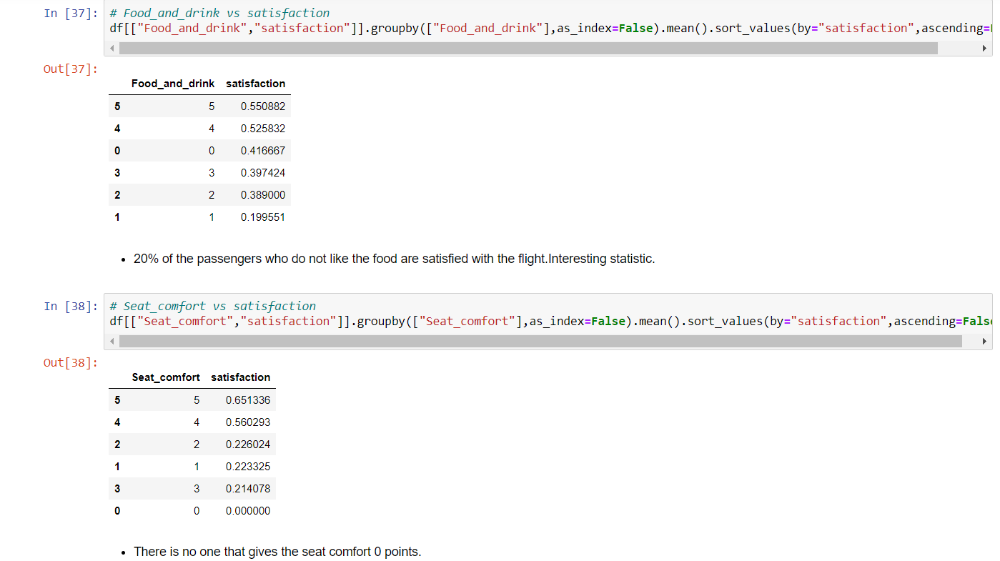 In [37]: # Food_and_drink vs satisfaction
df[["Food_and_drink","satisfaction"]].groupby(["Food_and_drink"],as_index=False).mean().sort_values(by="satisfaction",ascending=
Out[37]:
Food_and_drink satisfaction
5 5 0.550882
4 4 0.525832
0 0 0.416667
3 3 0.397424
2 2 0.389000
1 1 0.199551
• 20% of the passengers who do not like the food are satisfied with the flight.Interesting statistic.
In [38]: # Seat_comfort vs satisfaction
df[["Seat_comfort","satisfaction"]].groupby(["Seat_comfort"],as_index=False).mean().sort_values(by="satisfaction",ascending=False
Out[38]:
Seat_comfort satisfaction
5 5 0.651336
4 4 0.560293
2 2 0.226024
1 1 0.223325
3 3 0.214078
0 0 0.000000
• There is no one that gives the seat comfort 0 points.